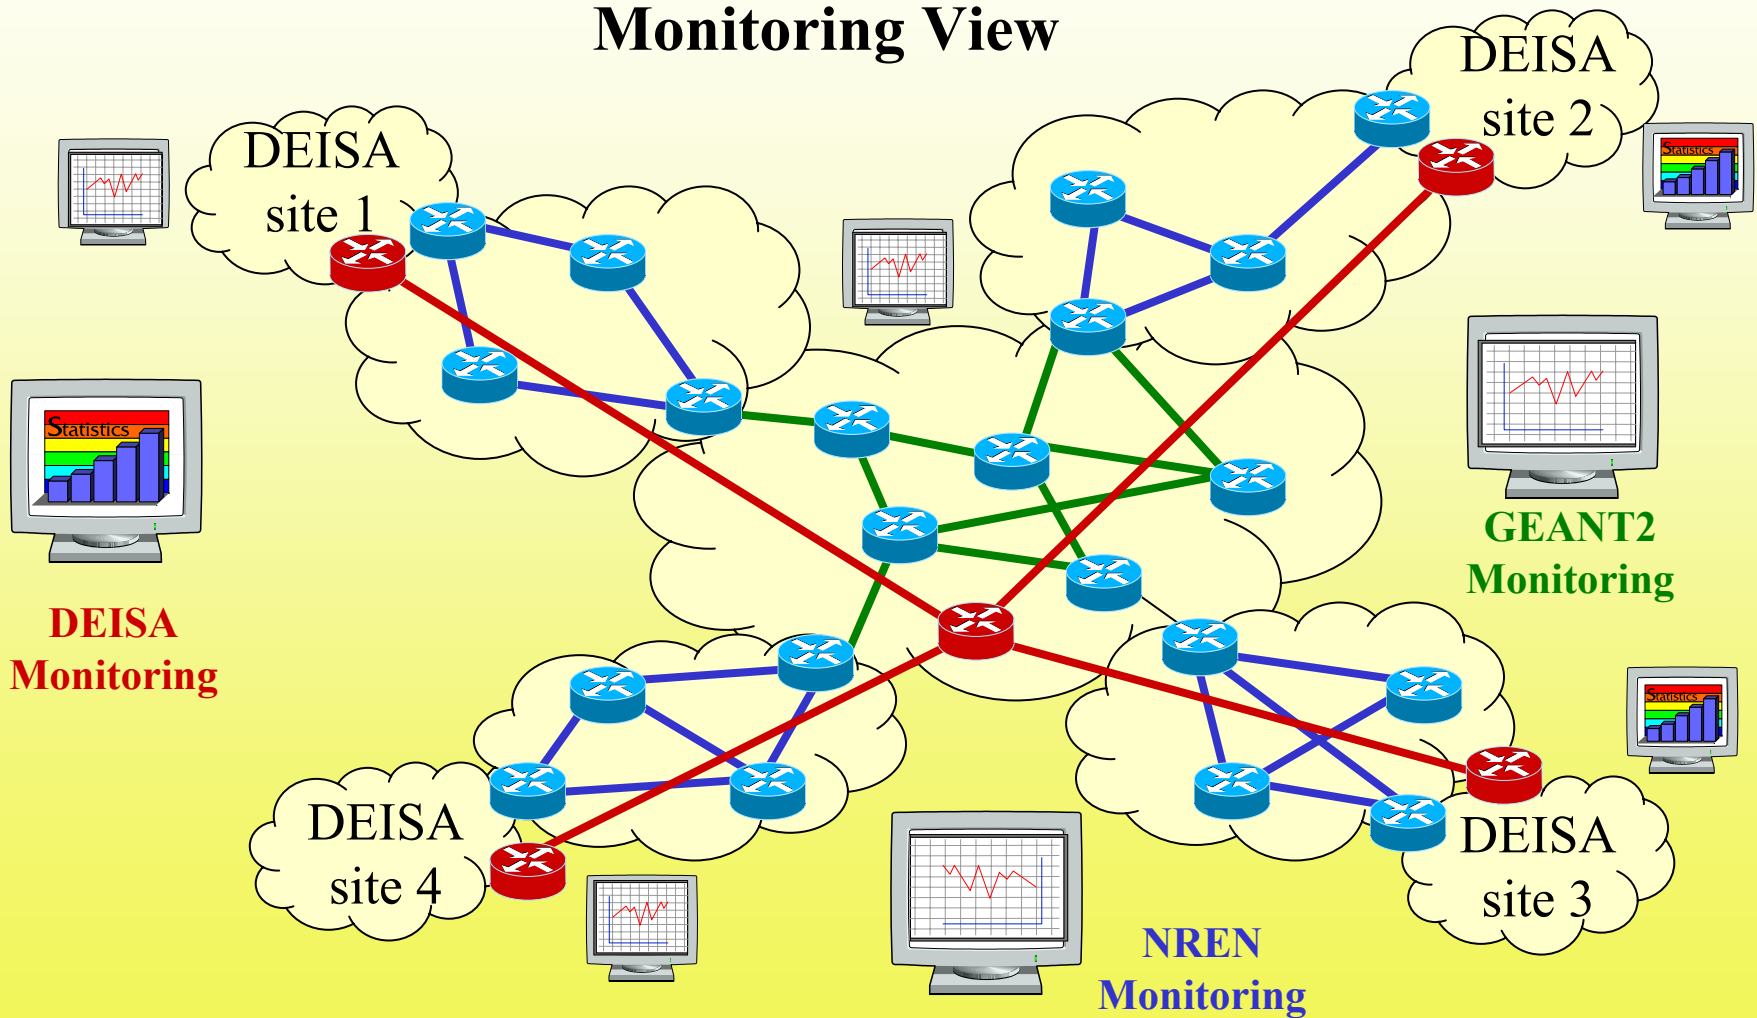 Monitoring View
DEISA
site 2
DEISA
site 1
Statistics
Statistics
GEANT2
Monitoring
DEISA
Monitoring
Statistics
DEISA
site 4
DEISA
site 3
NREN
Monitoring